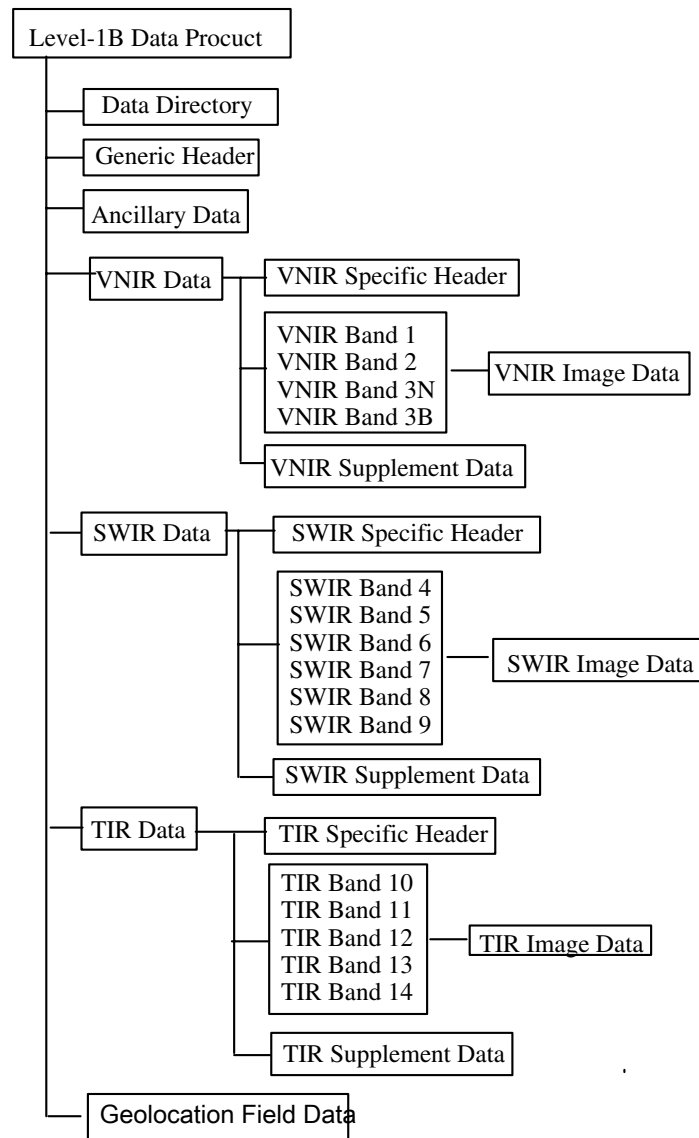 Level-1B Data Procuct
Data Directory
Generic Header
Ancillary Data
VNIR Data
VNIR Specific Header
VNIR Band 1
VNIR Band 2
VNIR Band 3N
VNIR Band 3B
VNIR Image Data
VNIR Supplement Data
SWIR Data
SWIR Specific Header
SWIR Band 4
SWIR Band 5
SWIR Band 6
SWIR Band 7
SWIR Band 8
SWIR Band 9
SWIR Image Data
SWIR Supplement Data
TIR Data
TIR Specific Header
TIR Band 10
TIR Band 11
TIR Band 12
TIR Band 13
TIR Band 14
TIR Image Data
TIR Supplement Data
Geolocation Field Data